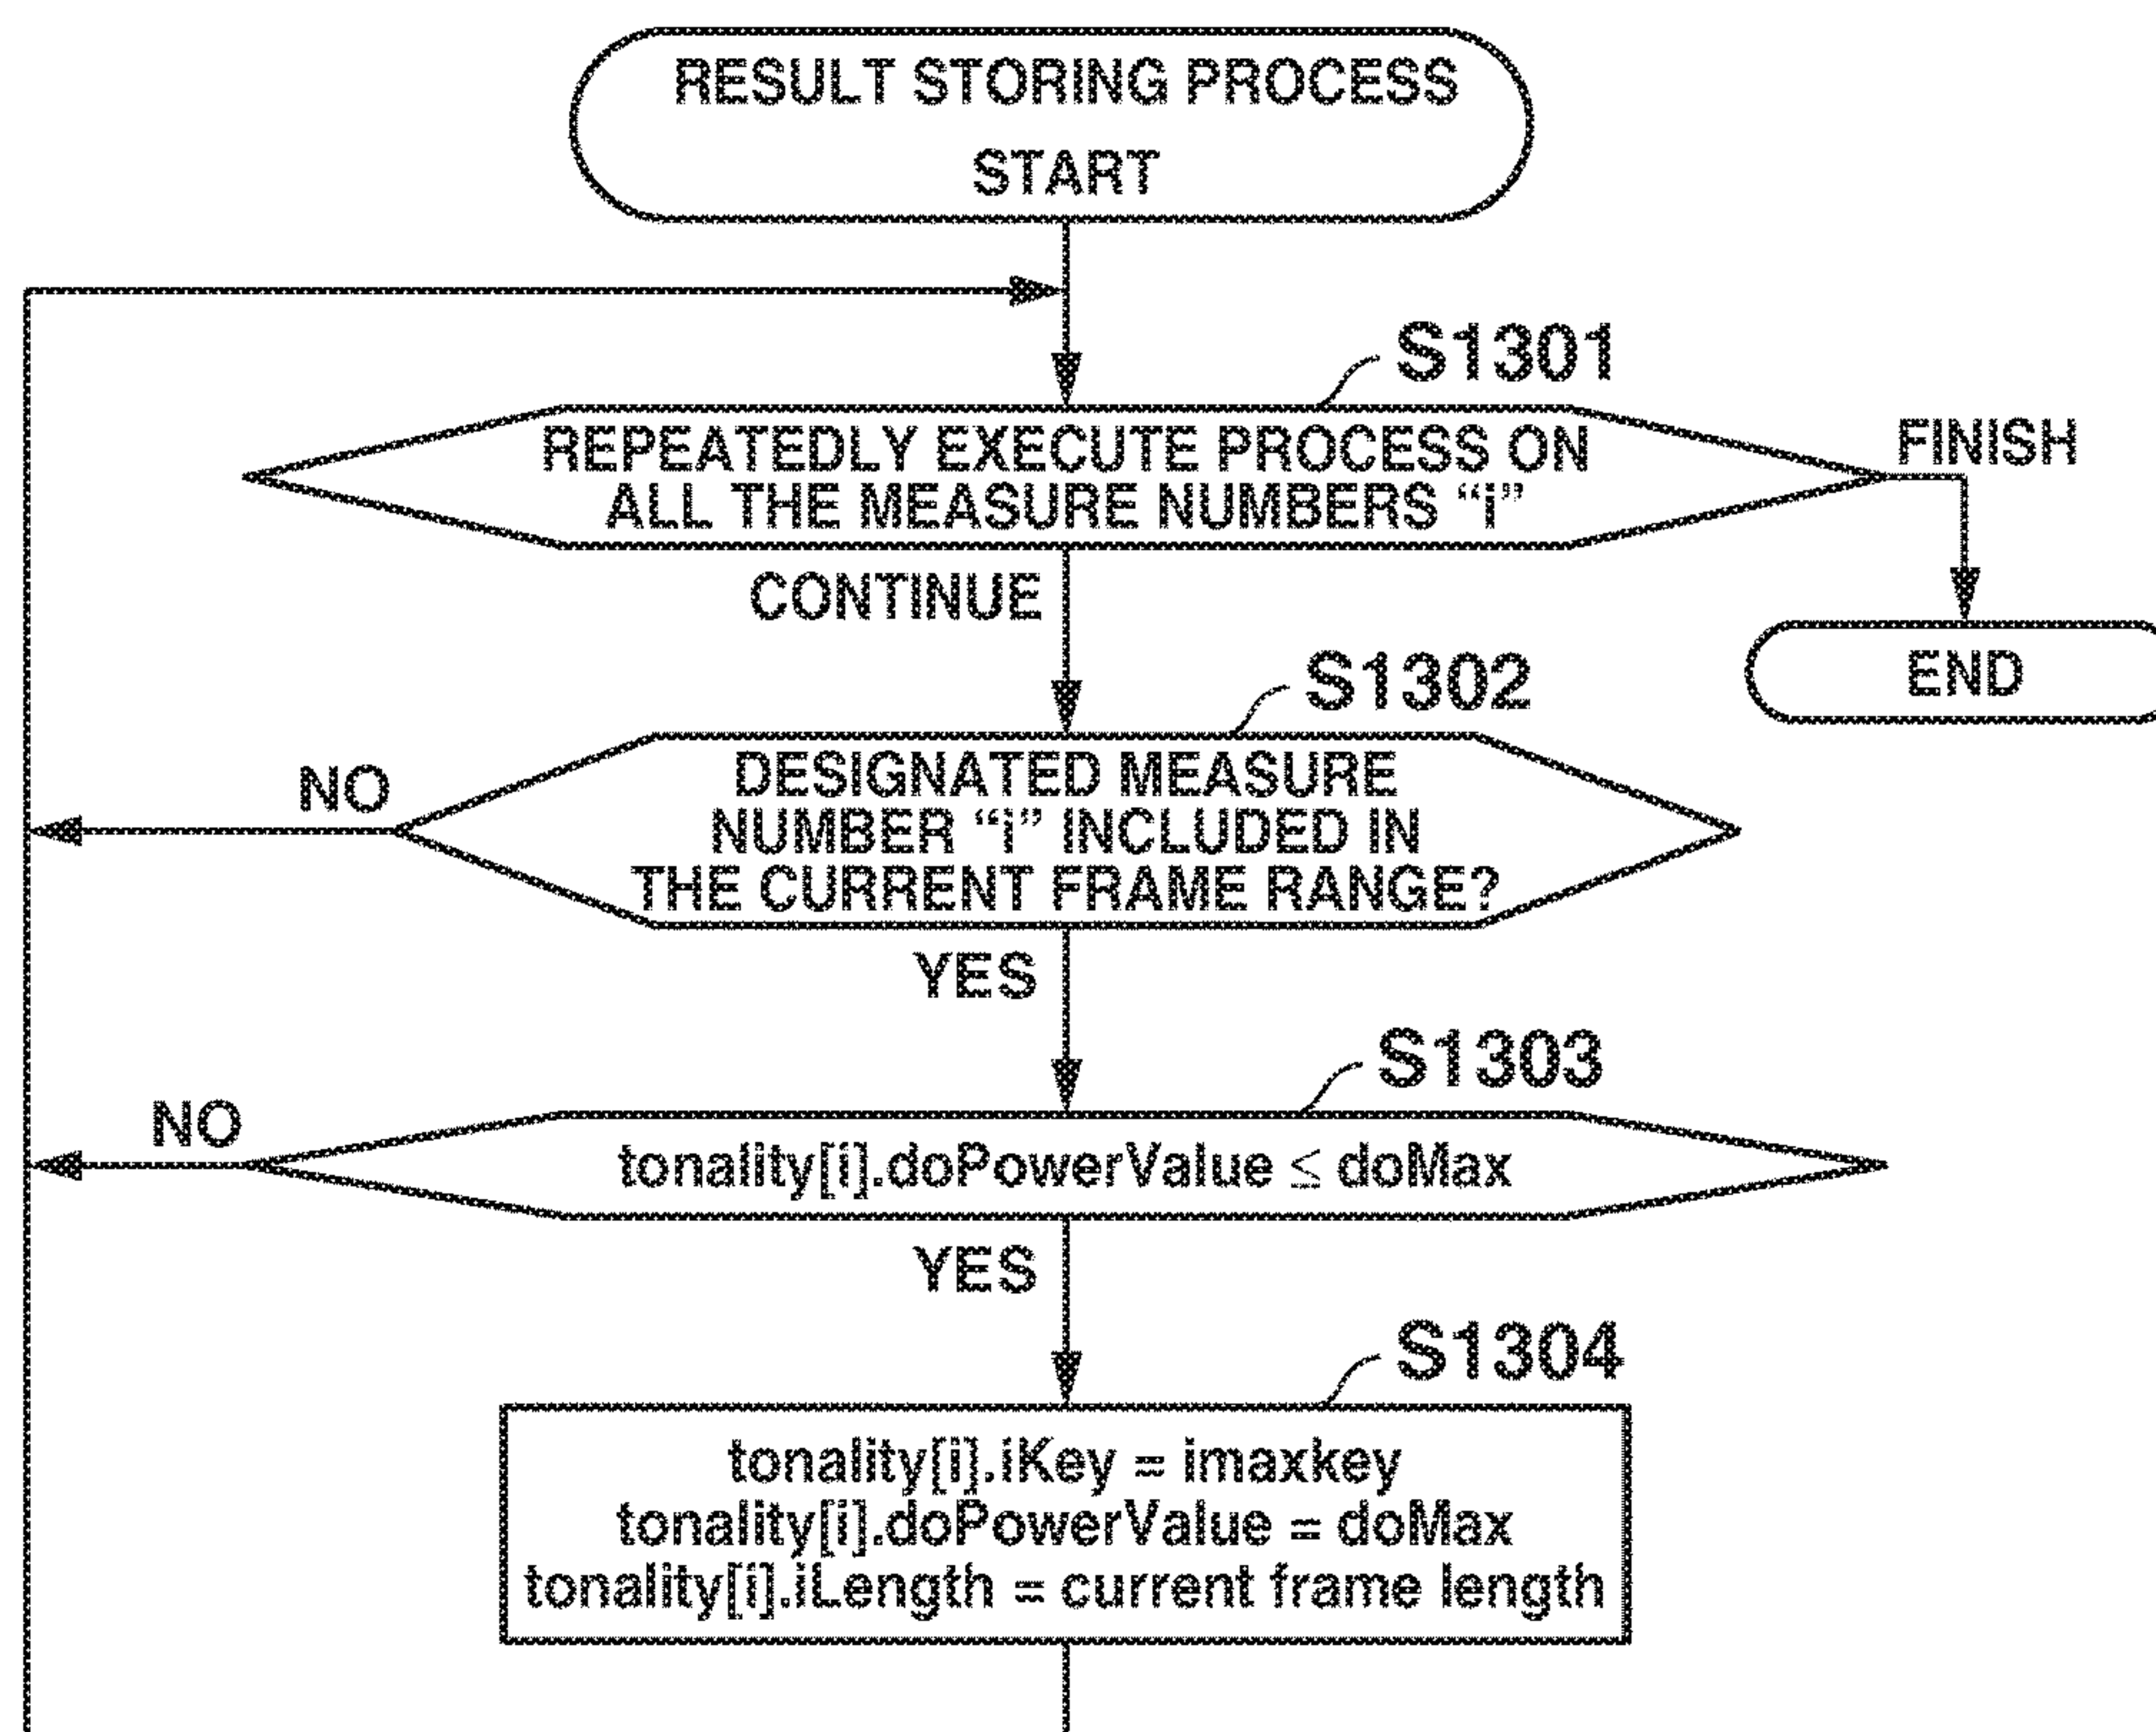 RESULT STORING PROCESS
START
S1301
REPEATEDLY EXECUTE PROCESS ON
ALL THE MEASURE NUMBERS “i”
FINISH
CONTINUE
END
S1302
DESIGNATED MEASURE
NUMBER “i” INCLUDED IN
THE CURRENT FRAME RANGE?
NO
YES
S1303
tonality[i].doPowerValue ≤ doMax
NO
YES
S1304
tonality[i].iKey = imaxkey
tonality[i].doPowerValue = doMax
tonality[i].iLength = current frame length